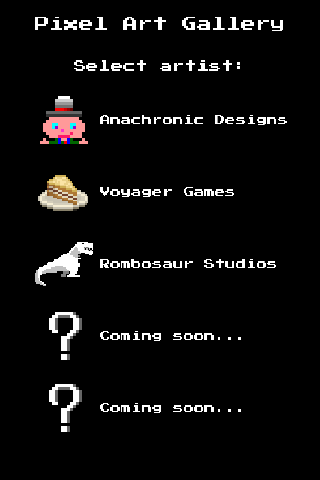 Pixel Art Gallery
Select artist:
Anachronic Designs
Voyager Games
Rombosaur Studios
Coming soon...
Coming soon...